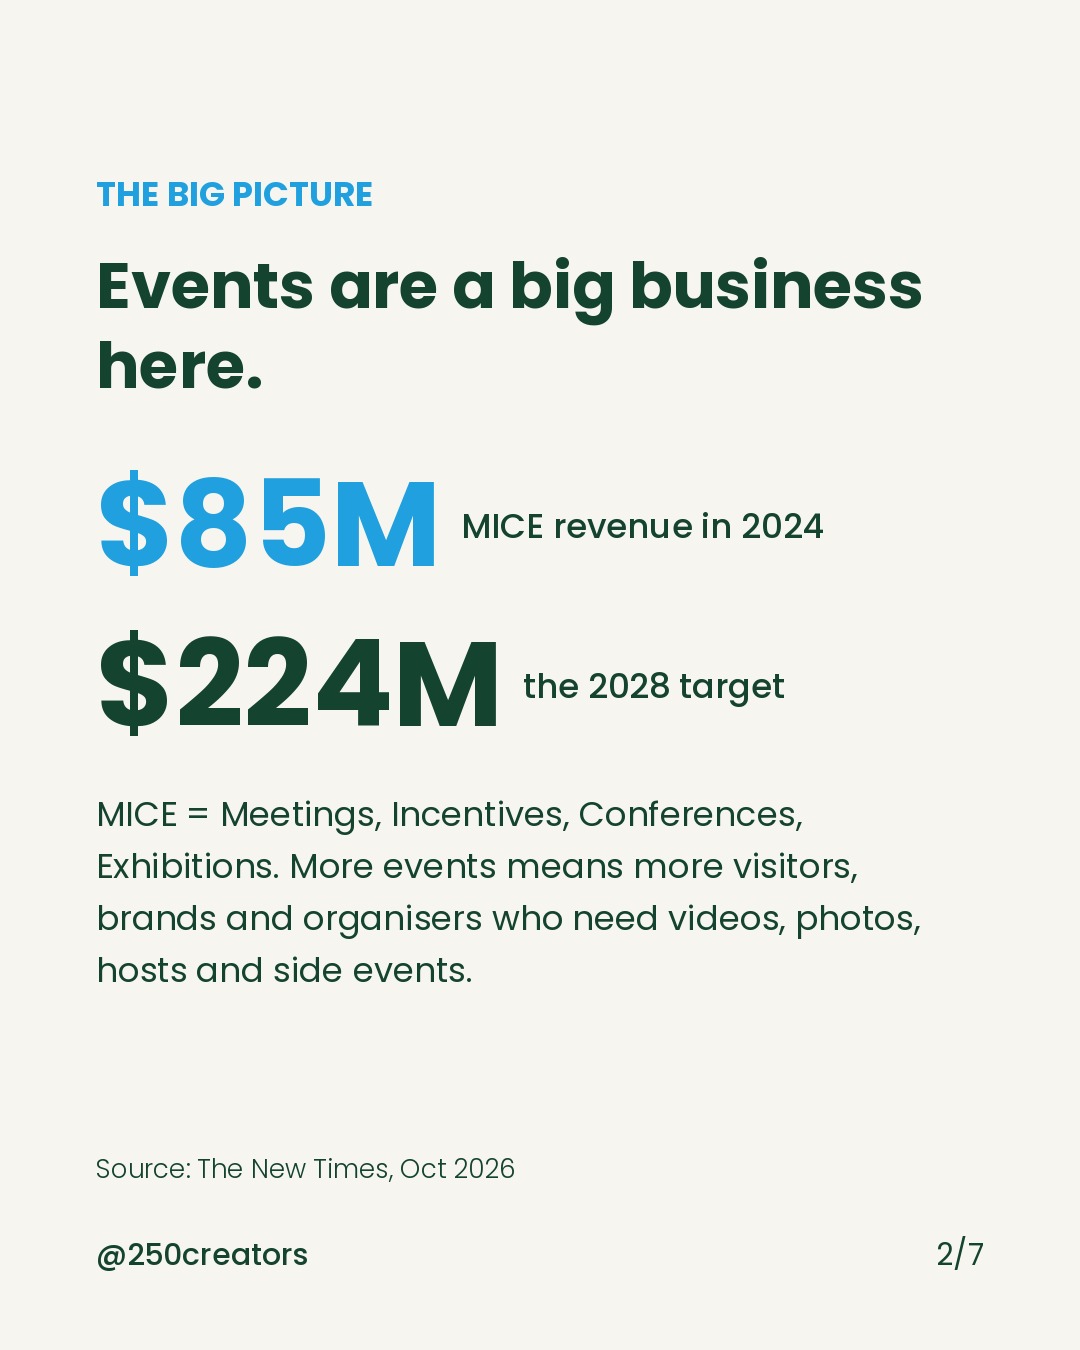 THE BIG PICTURE
Events are a big business
here.
$85M MICE revenue in 2024
$224M the 2028 target
MICE = Meetings, Incentives, Conferences,
Exhibitions. More events means more visitors,
brands and organisers who need videos, photos,
hosts and side events.
Source: The New Times, Oct 2026
@250creators 2/7